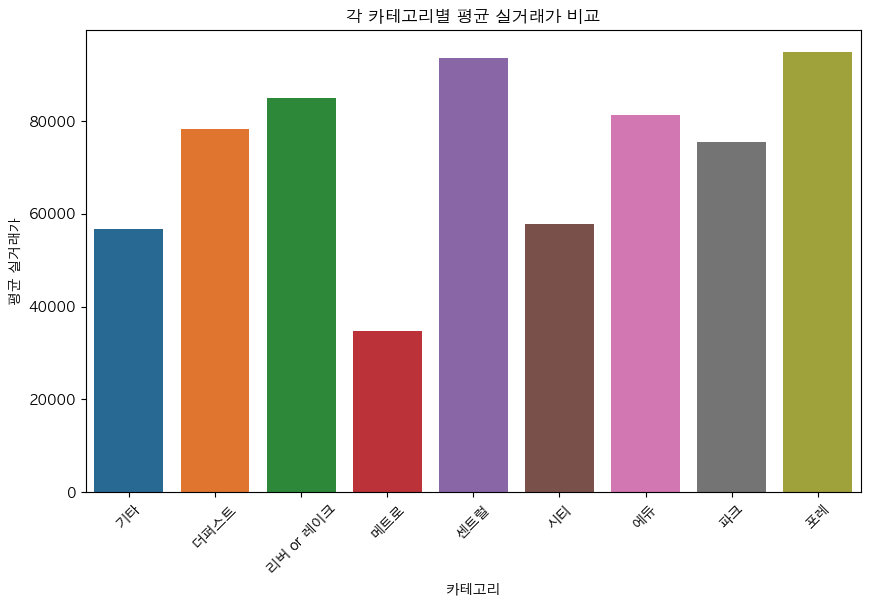 각 카테고리별 평균 실거래가 비교
평균 실거래가
80000
60000
40000
20000
0
기타
더퍼스트
리버 or 레이크
메트로
센트럴
시티
에듀
파크
포레
카테고리